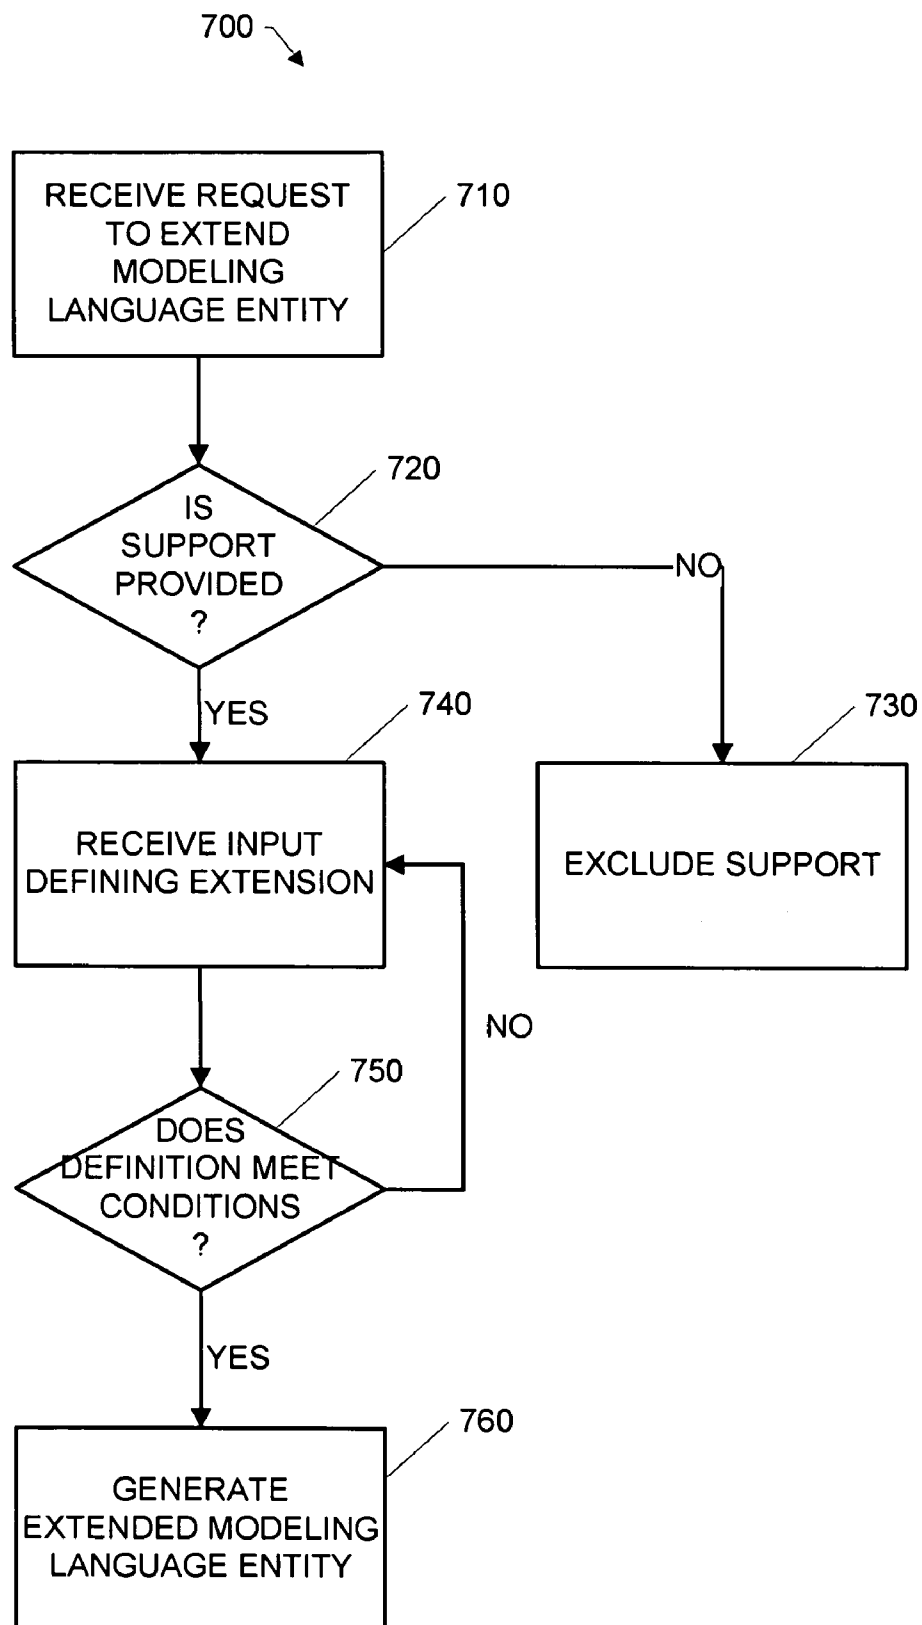 700
RECEIVE REQUEST
TO EXTEND
MODELING
LANGUAGE ENTITY
710
IS
SUPPORT
PROVIDED
?
720
NO
YES
740
RECEIVE INPUT
DEFINING EXTENSION
730
EXCLUDE SUPPORT
NO
750
DOES
DEFINITION MEET
CONDITIONS
?
YES
760
GENERATE
EXTENDED MODELING
LANGUAGE ENTITY